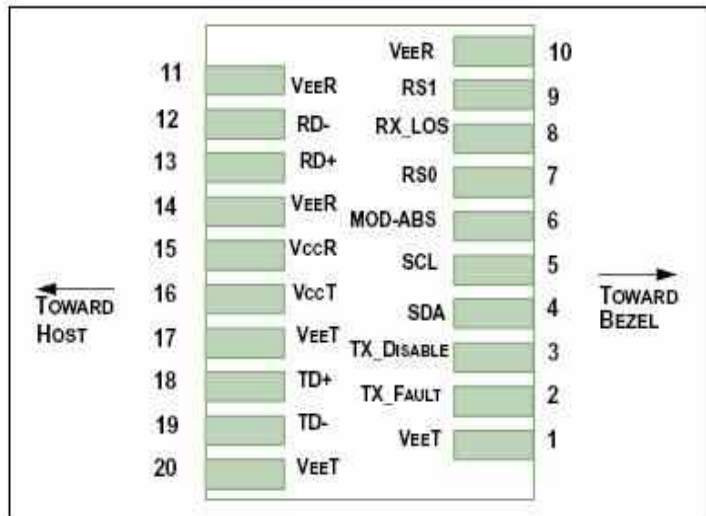 VEER 10
11 VEER
RS1 9
12 RD-
RX_LOS 8
13 RD+
RS0 7
14 VEER
MOD-ABS 6
15 VCCR
SCL 5
16 VCCT
SDA 4
TOWARD
HOST
TOWARD
BEZEL
17 VEET
TX_DISABLE 3
18 TD+
TX_FAULT 2
19 TD-
VEET 1
20 VEET